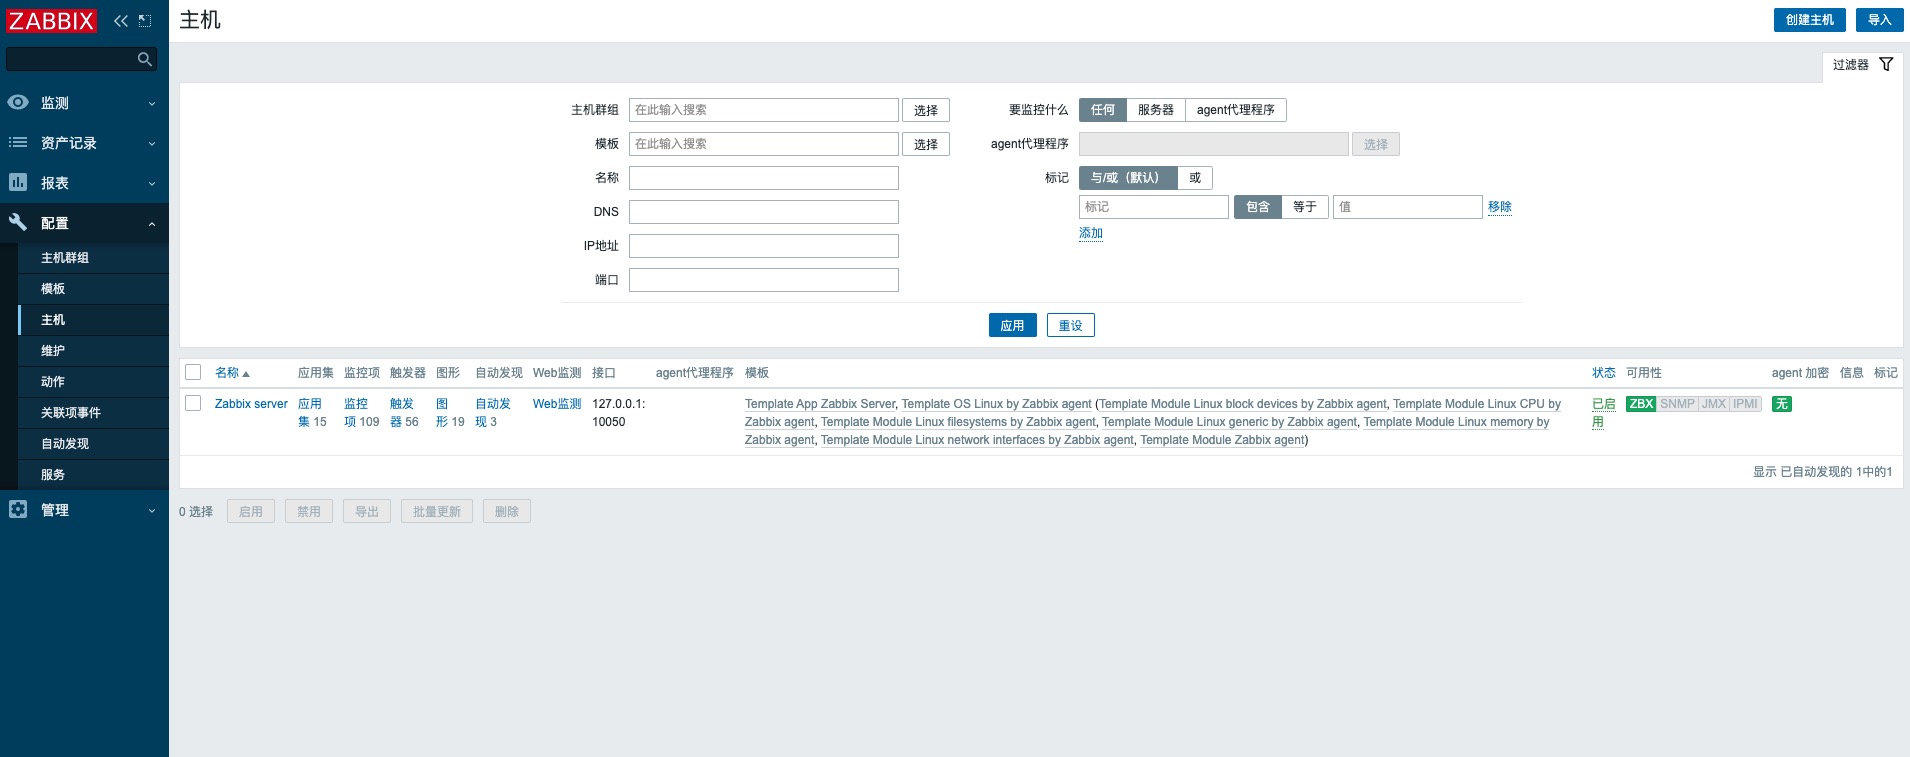 ZABBIX
主机
创建主机 导入
过滤器
监测
资产记录
报表
配置
主机群组
模板
主机
维护
动作
关联项事件
自动发现
服务
管理
主机群组 在此输入搜索 选择 要监控什么 任何 服务器 agent代理程序
模板 在此输入搜索 选择 agent代理程序 选择
名称 标记 与/或（默认） 或
标记 包含 等于 值 移除
DNS
添加
IP地址
端口
应用 重设
名称 应用集 监控项 触发器 图形 自动发现 Web监测 接口 agent代理程序 模板 状态 可用性 agent 加密 信息 标记
Zabbix server 应用 监控 触发 图 自动发 Web监测 127.0.0.1: Template App Zabbix Server, Template OS Linux by Zabbix agent (Template Module Linux block devices by Zabbix agent, Template Module Linux CPU by 已启 ZBX SNMP JMX IPMI 无
集 15 项 109 器 56 形 19 现 3 10050 Zabbix agent, Template Module Linux filesystems by Zabbix agent, Template Module Linux generic by Zabbix agent, Template Module Linux memory by 用
Zabbix agent, Template Module Linux network interfaces by Zabbix agent, Template Module Zabbix agent)
显示 已自动发现的 1中的1
0 选择 启用 禁用 导出 批量更新 删除